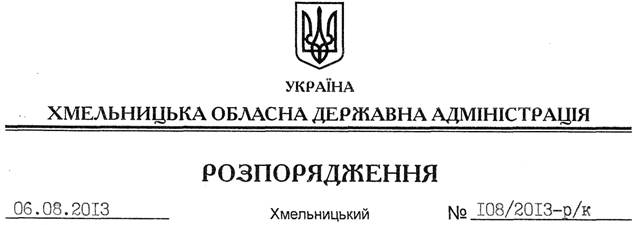 УКРАЇНА
ХМЕЛЬНИЦЬКА ОБЛАСНА ДЕРЖАВНА АДМІНІСТРАЦІЯ
РОЗПОРЯДЖЕННЯ
06.08.2013 Хмельницький № 108/2013-р/к